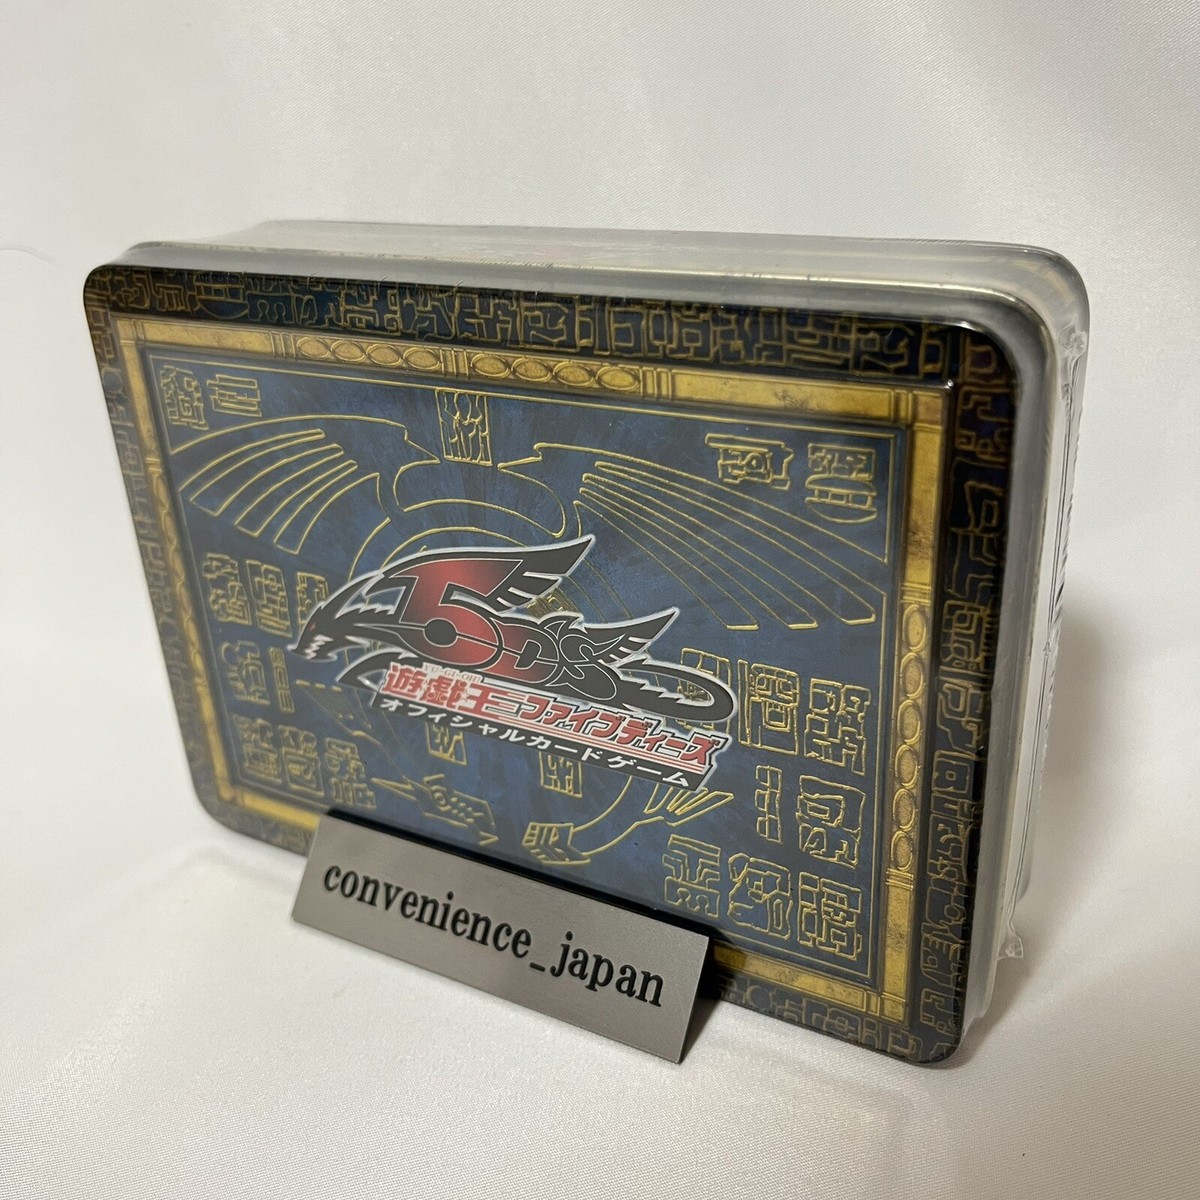 5D's
YU-GI-OH!
遊戯王ファイブディーズ
オフィシャルカードゲーム
convenience_japan